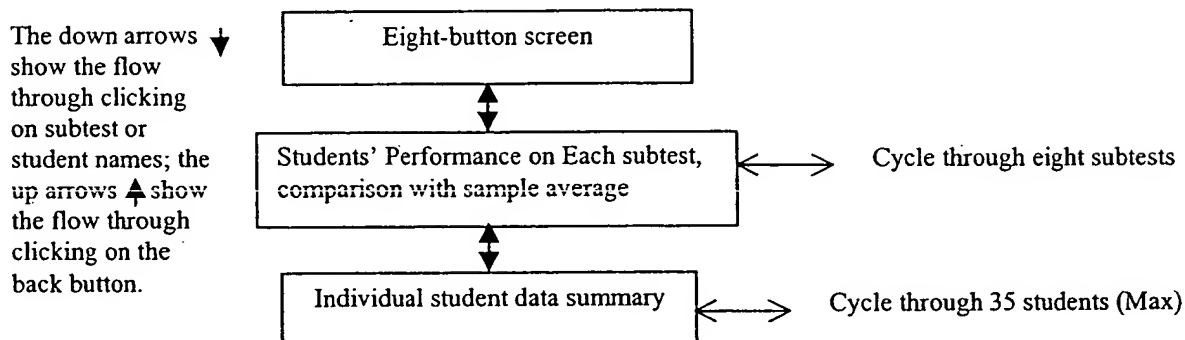 The down arrows
show the flow
through clicking
on subtest or
student names; the
up arrows show
the flow through
clicking on the
back button.
Eight-button screen
Students' Performance on Each subtest,
comparison with sample average
Cycle through eight subtests
Individual student data summary
Cycle through 35 students (Max)